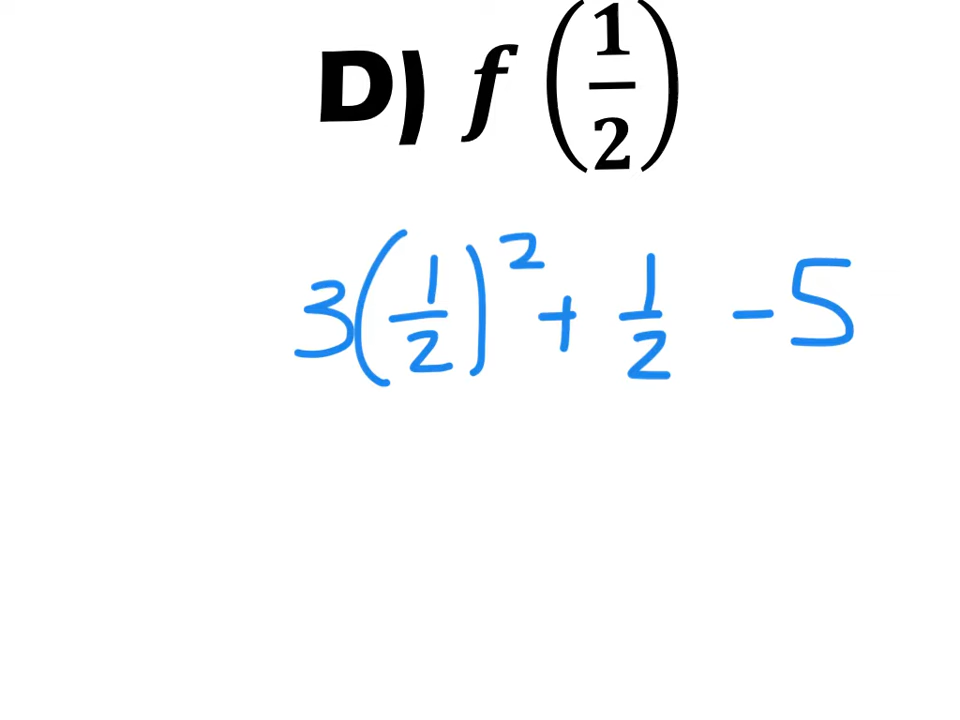 D) f(1/2)
3(1/2)² + 1/2 - 5